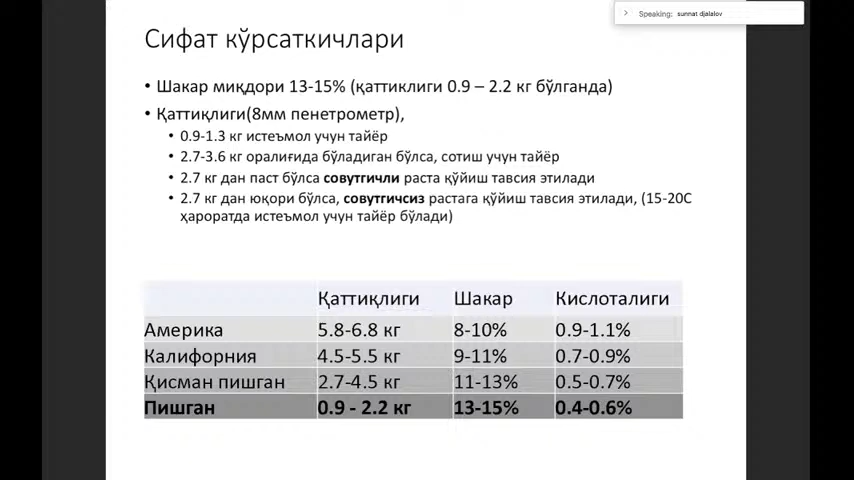 Speaking: sunnat djalalov
Сифат кўрсаткичлари
• Шакар миқдори 13-15% (қаттиклиги 0.9 – 2.2 кг бўлганда)
• Қаттиқлиги(8мм пенетрометр),
• 0.9-1.3 кг истеъмол учун тайёр
• 2.7-3.6 кг оралиғида бўладиган бўлса, сотиш учун тайёр
• 2.7 кг дан паст бўлса совутгичли раста қўйиш тавсия этилади
• 2.7 кг дан юқори бўлса, совутгичсиз растага қўйиш тавсия этилади, (15-20С
ҳароратда истеъмол учун тайёр бўлади)
Қаттиқлиги Шакар Кислоталиги
Америка 5.8-6.8 кг 8-10% 0.9-1.1%
Калифорния 4.5-5.5 кг 9-11% 0.7-0.9%
Қисман пишган 2.7-4.5 кг 11-13% 0.5-0.7%
Пишган 0.9 - 2.2 кг 13-15% 0.4-0.6%